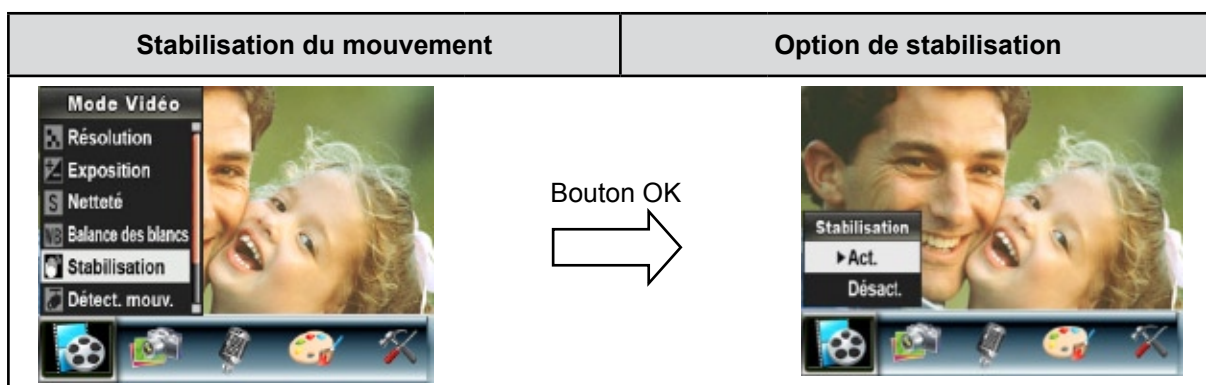 Stabilisation du mouvement
Option de stabilisation
Mode Vidéo
Résolution
Exposition
S Netteté
Balance des blancs
Stabilisation
Détect. mouv.
Bouton OK
Stabilisation
Act.
Désact.